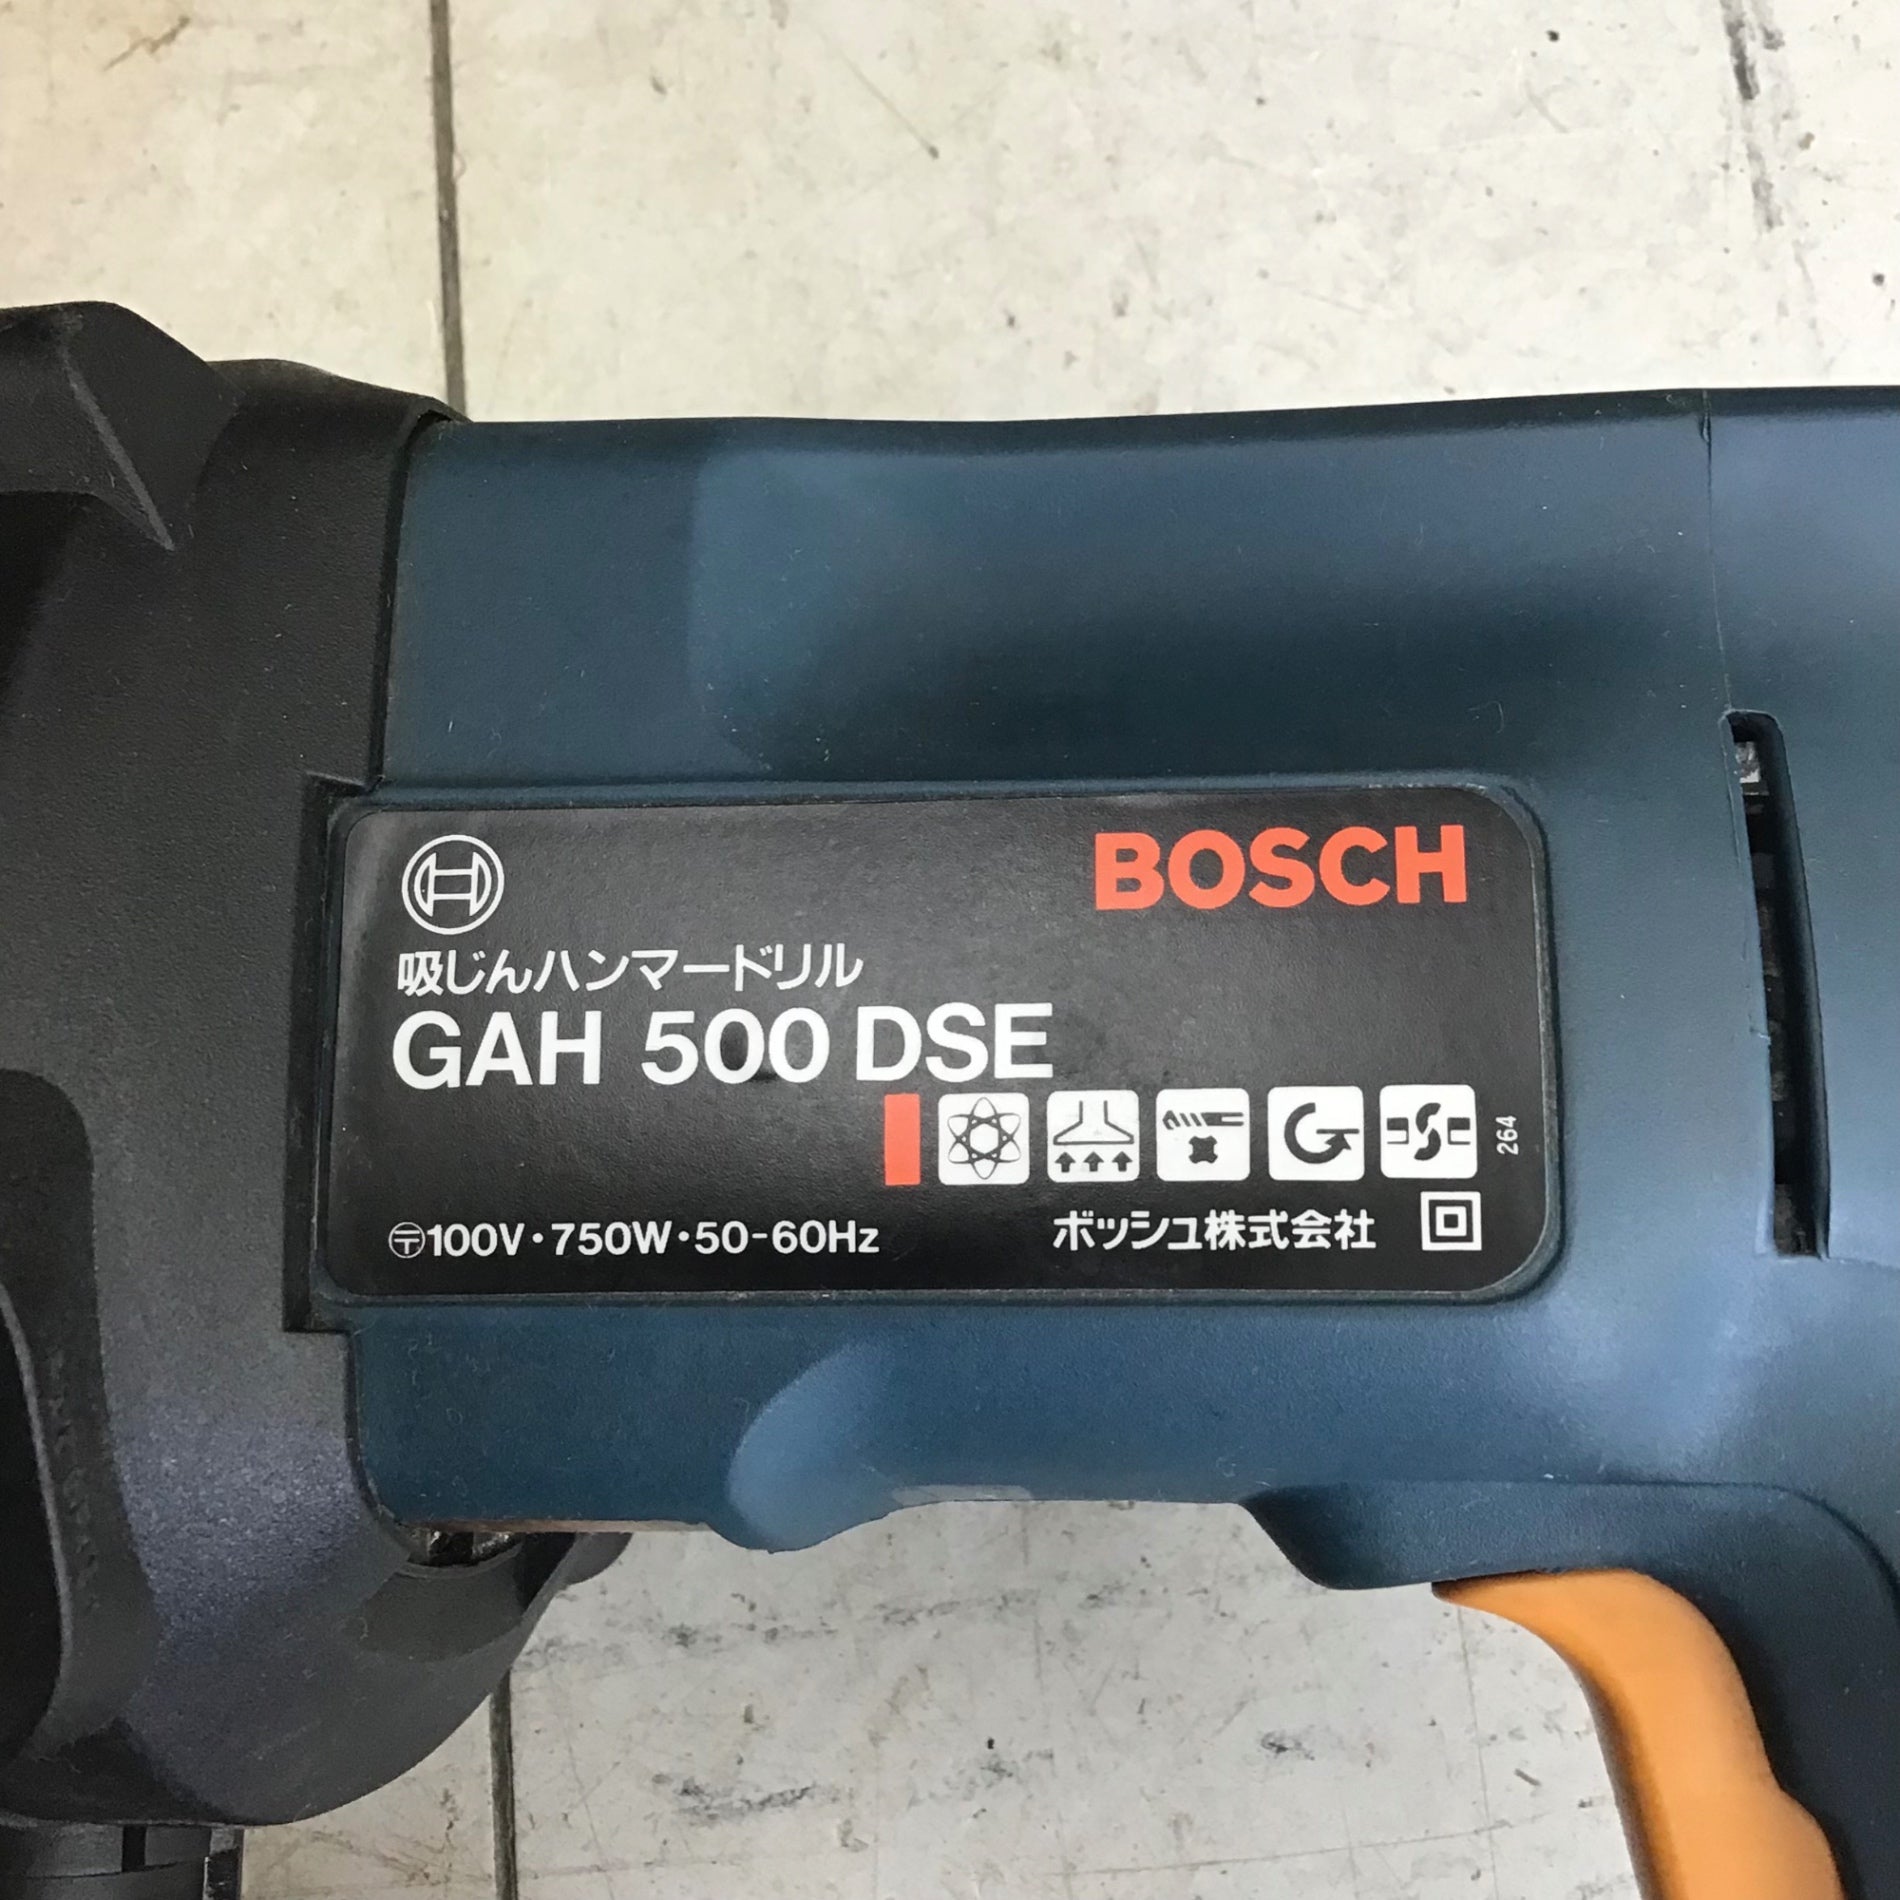 BOSCH
吸じんハンマードリル
GAH 500 DSE
264
100V・750W・50-60Hz
ボッシュ株式会社